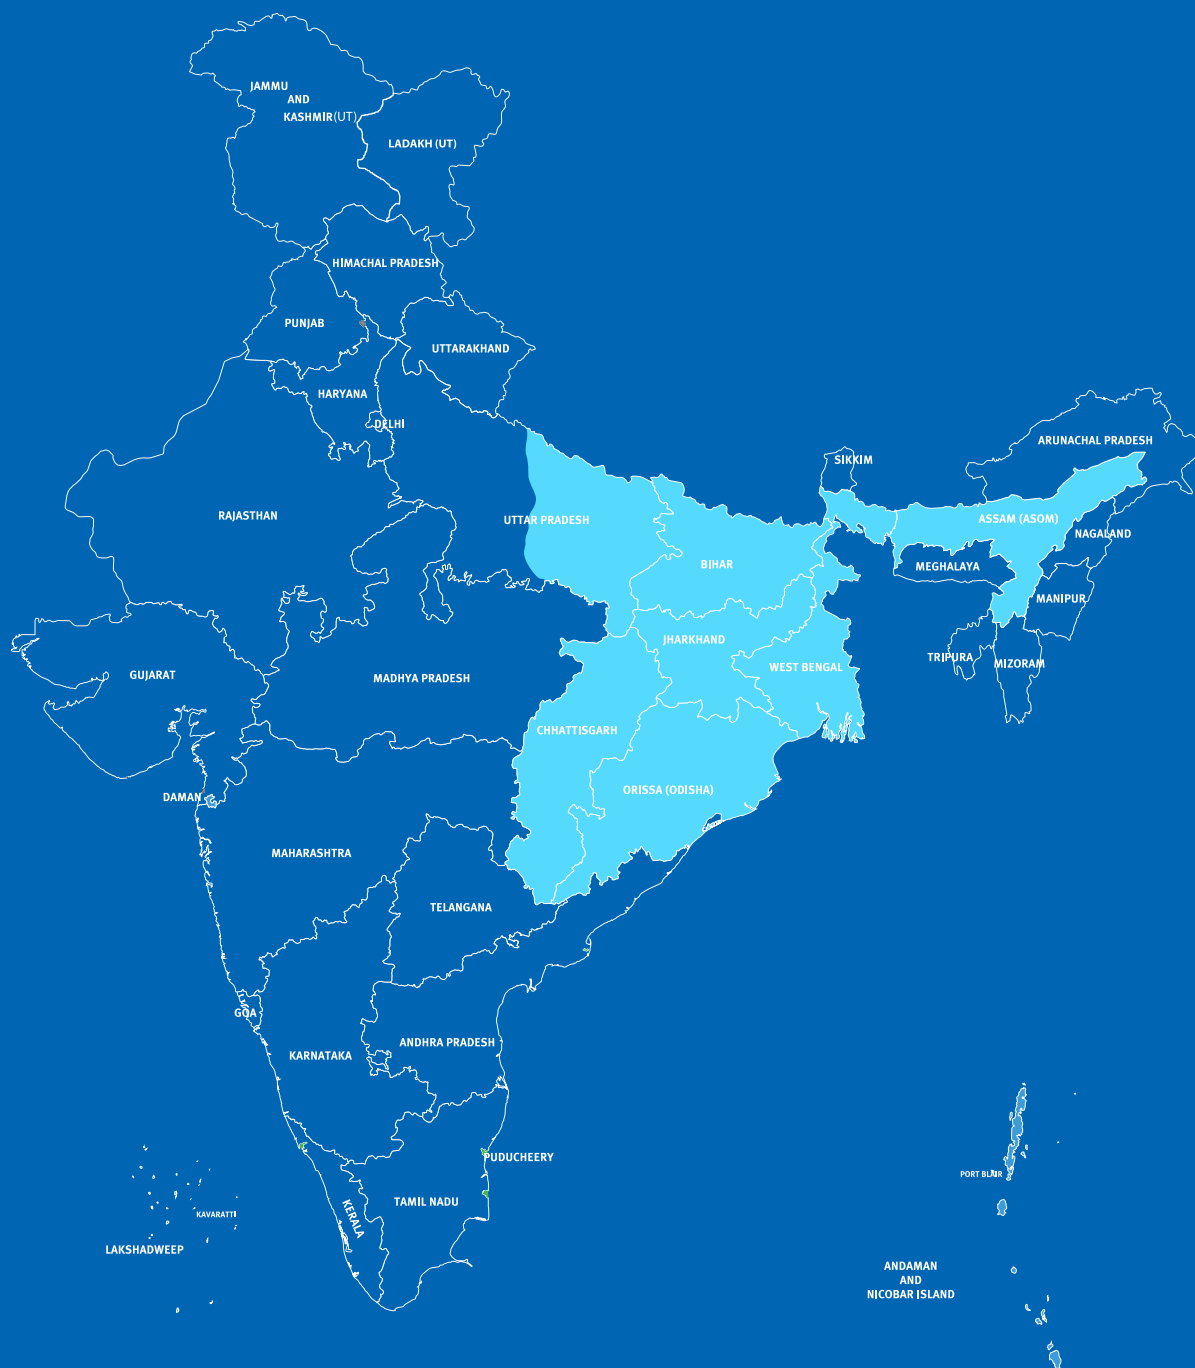 JAMMU
AND
KASHMIR (UT)
LADAKH (UT)
HIMACHAL PRADESH
PUNJAB
UTTARAKHAND
HARYANA
DELHI
ARUNACHAL PRADESH
SIKKIM
RAJASTHAN
UTTAR PRADESH
ASSAM (ASOM)
NAGALAND
BIHAR
MEGHALAYA
MANIPUR
JHARKHAND
TRIPURA
MIZORAM
WEST BENGAL
GUJARAT
MADHYA PRADESH
CHHATTISGARH
ORISSA (ODISHA)
DAMAN
MAHARASHTRA
TELANGANA
GOA
ANDHRA PRADESH
KARNATAKA
PUDUCHEERY
PORT BLAIR
TAMIL NADU
KERALA
KAVARATTI
LAKSHADWEEP
ANDAMAN
AND
NICOBAR ISLAND